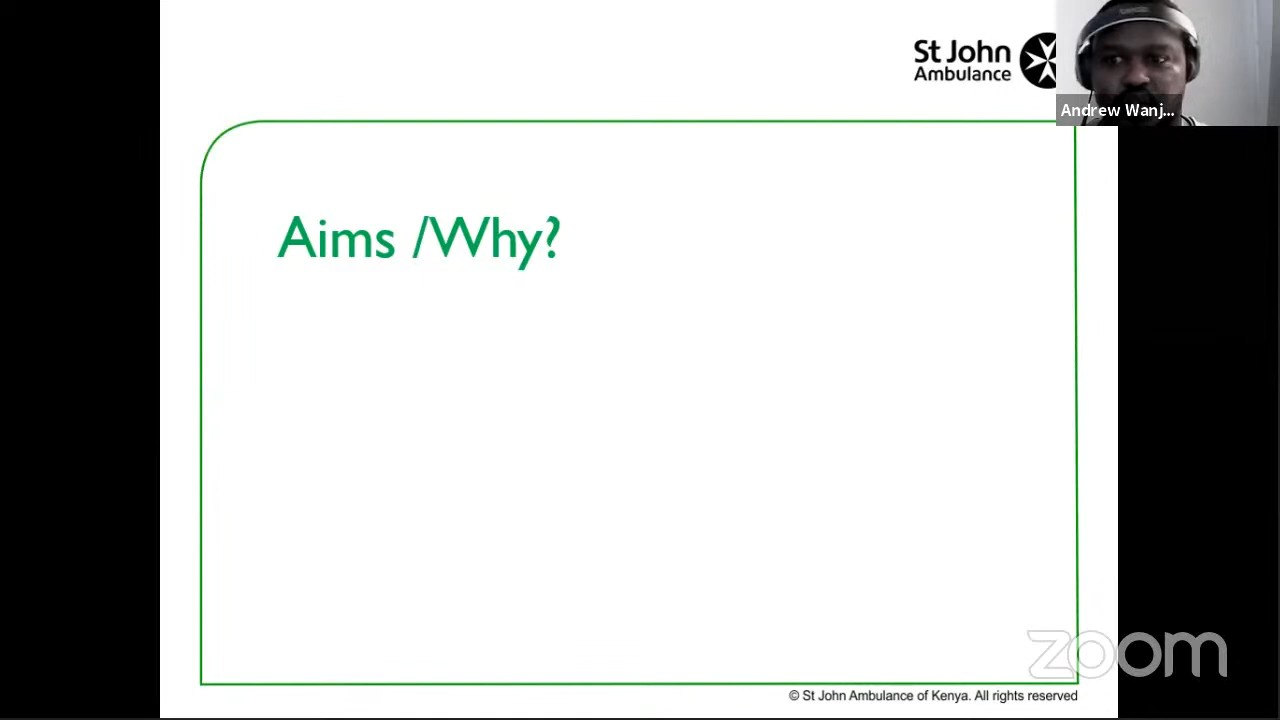 St John
Ambulance
Andrew Wanj...
Aims /Why?
zoom
© St John Ambulance of Kenya. All rights reserved